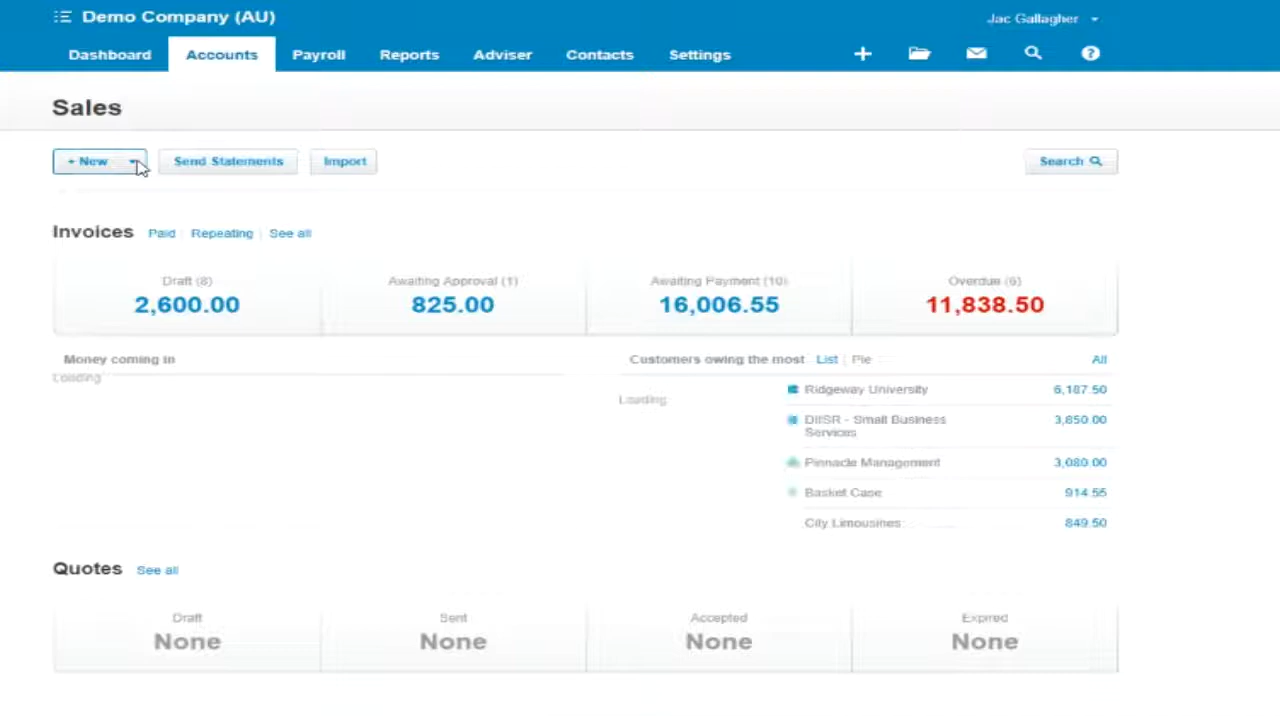 Demo Company (AU)
Jac Gallagher
Dashboard Accounts Payroll Reports Adviser Contacts Settings
Sales
+ New
Send Statements
Import
Search
Invoices Paid Repeating See all
Draft (8) Awaiting Approval (1) Awaiting Payment (10) Overdue (6)
2,600.00 825.00 16,006.55 11,838.50
Money coming in
Loading
Customers owing the most List Pie All
Loading
Ridgeway University 6,187.50
DIISR - Small Business 3,850.00
Services
Pinnacle Management 3,080.00
Basket Case 914.55
City Limousines 849.50
Quotes See all
Draft Sent Accepted Expired
None None None None